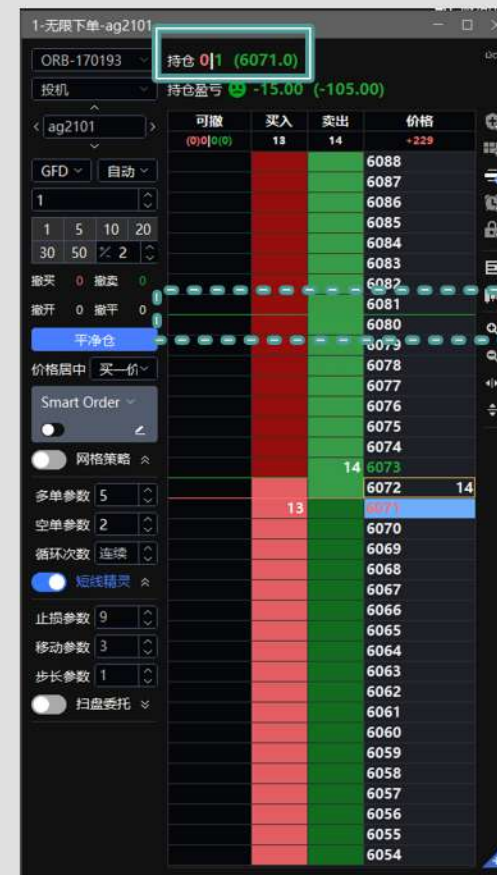 1-无限下单-ag2101
ORB-170193
持仓 0|1 (6071.0)
投机
持仓盈亏 -15.00 (-105.00)
ag2101
可撤 买入 卖出 价格
(0)0|0(0) 13 14 +229
GFD 自动
1
1 5 10 20
30 50 % 2
撤买 0 撤卖 0
撤开 0 撤平 0
平净仓
价格居中 买一价
Smart Order
网格策略
多单参数 5
空单参数 2
循环次数 连续
短线精灵
止损参数 9
移动参数 3
步长参数 1
扫盘委托
6088
6087
6086
6085
6084
6083
6082
6081
6080
6079
6078
6077
6076
6075
6074
14 6073
6072 14
13 6071
6070
6069
6068
6067
6066
6065
6064
6063
6062
6061
6060
6059
6058
6057
6056
6055
6054